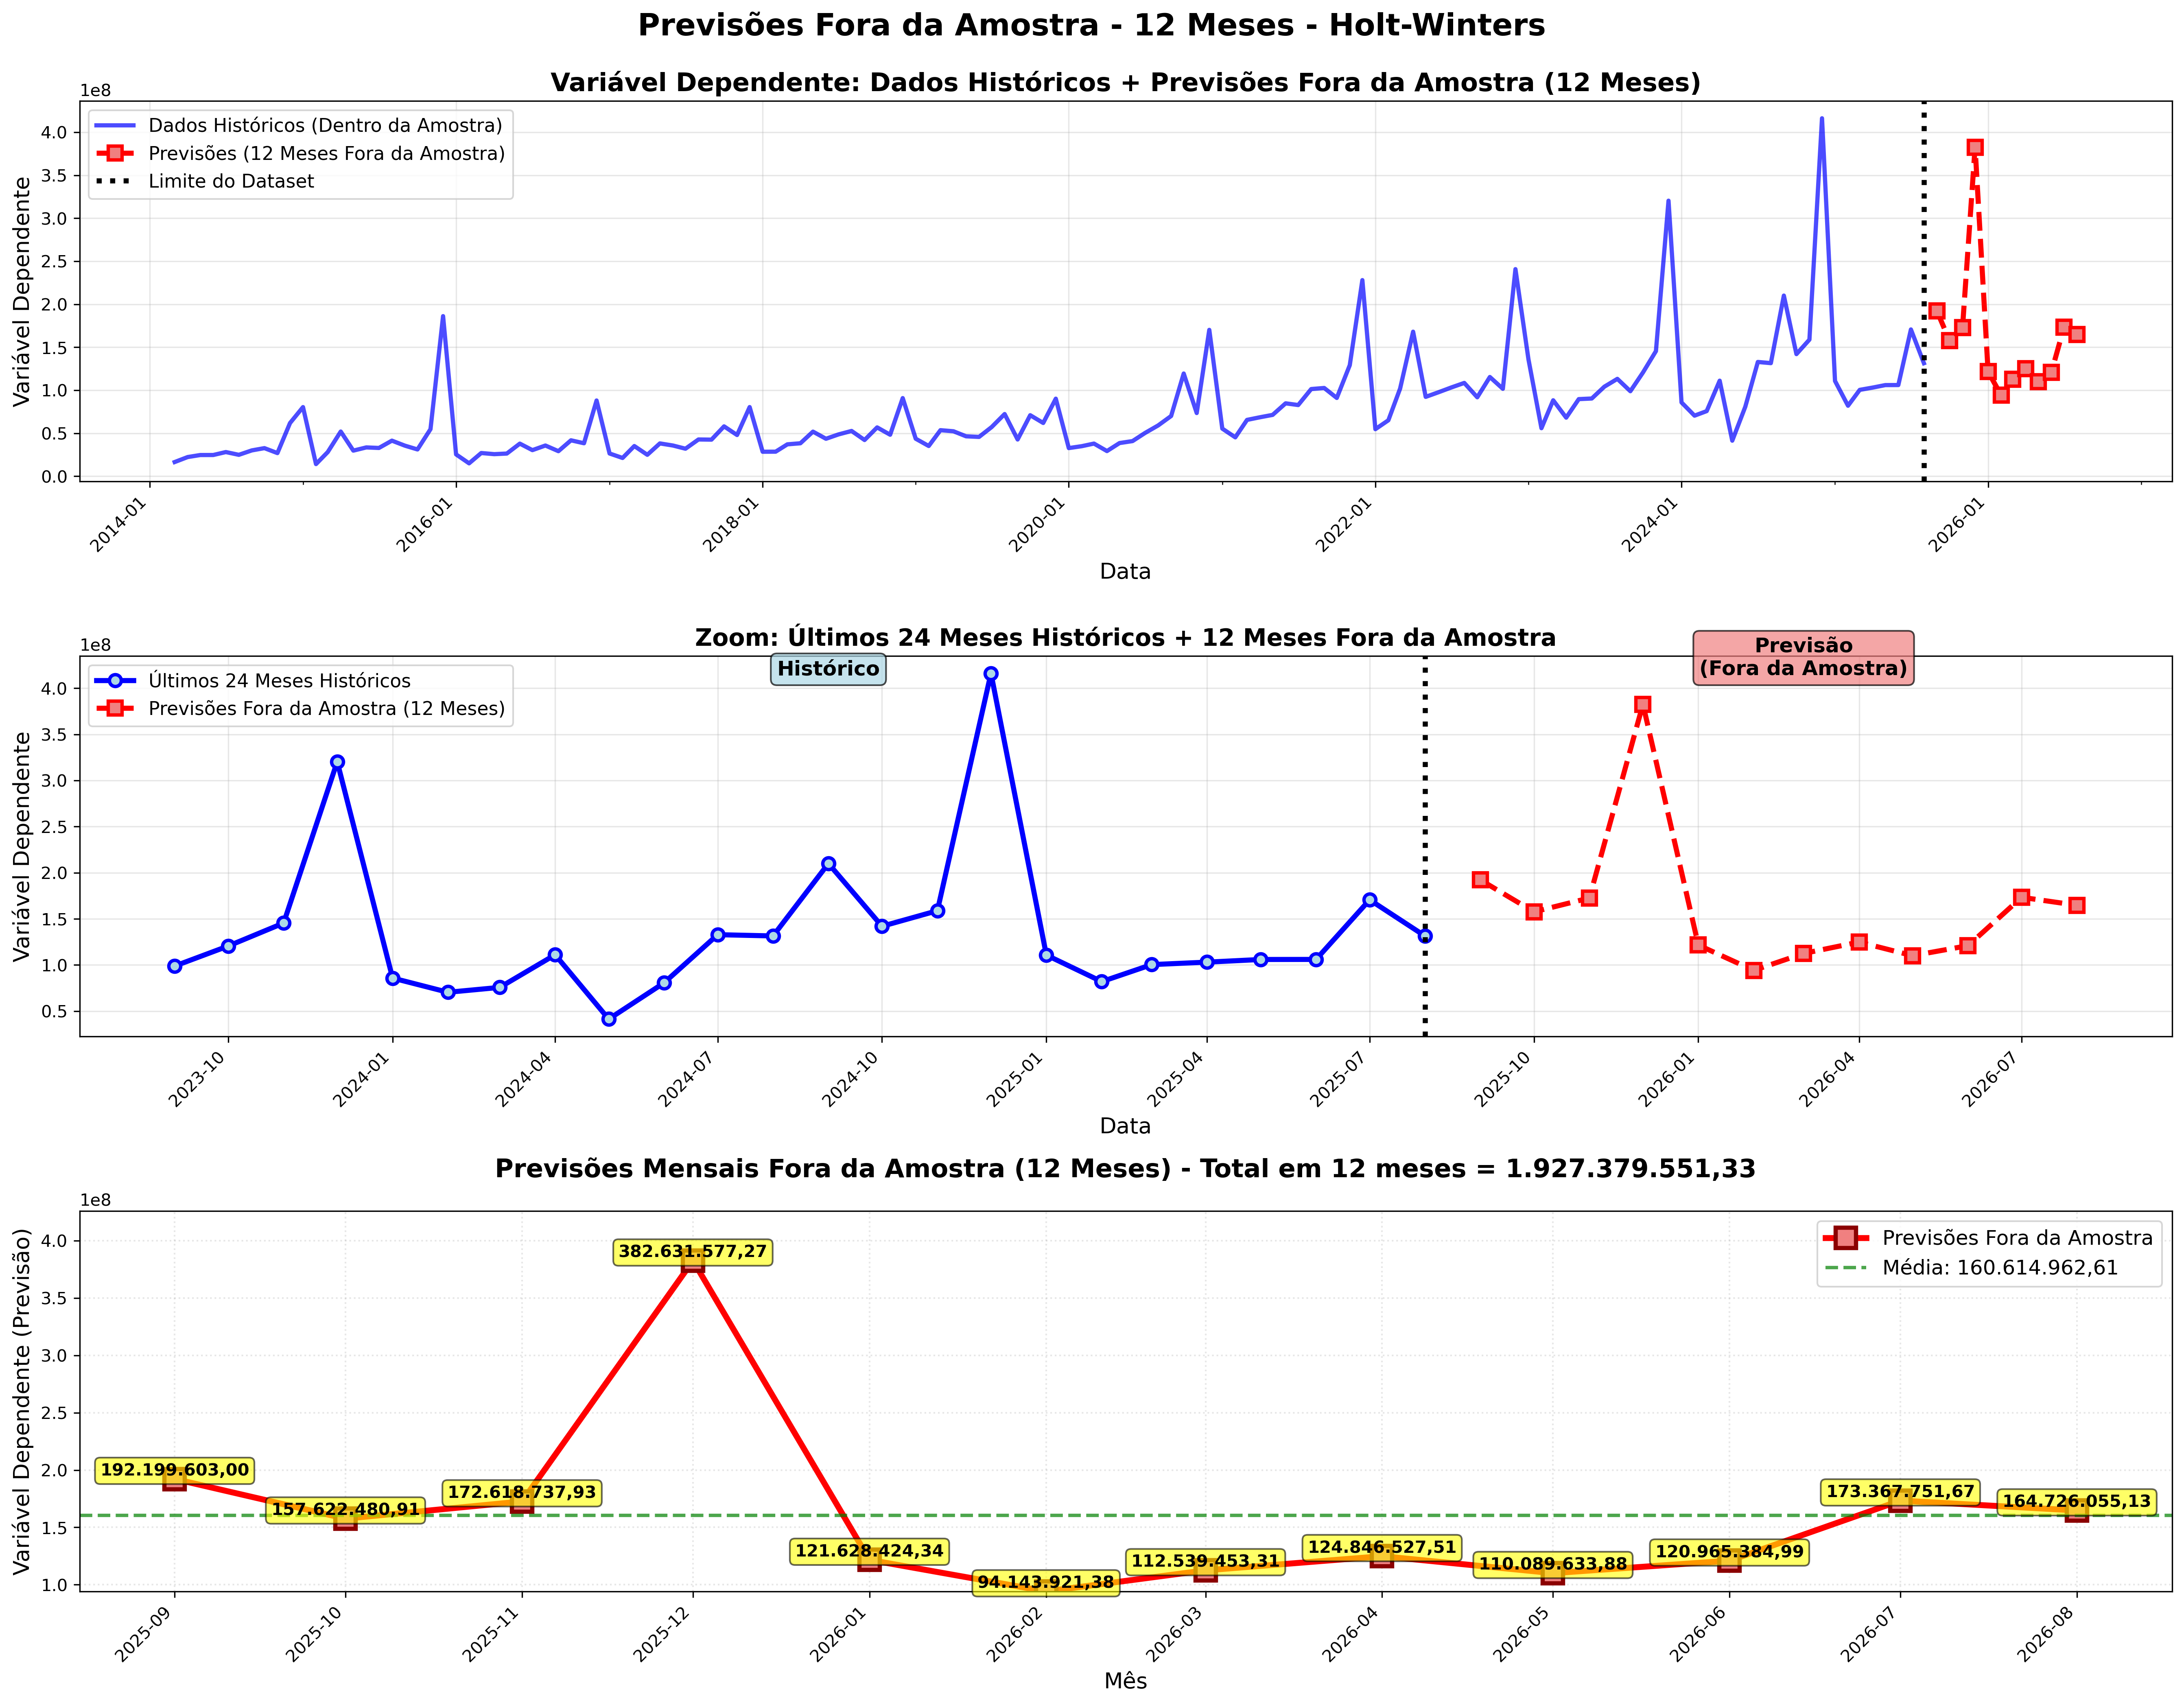 Previsões Fora da Amostra - 12 Meses - Holt-Winters
Variável Dependente: Dados Históricos + Previsões Fora da Amostra (12 Meses)
1e8
Dados Históricos (Dentro da Amostra)
Previsões (12 Meses Fora da Amostra)
Limite do Dataset
Variável Dependente
4.0
3.5
3.0
2.5
2.0
1.5
1.0
0.5
0.0
2014-01
2016-01
2018-01
2020-01
2022-01
2024-01
2026-01
Data
Zoom: Últimos 24 Meses Históricos + 12 Meses Fora da Amostra
1e8
Últimos 24 Meses Históricos
Previsões Fora da Amostra (12 Meses)
Histórico
Previsão
(Fora da Amostra)
Variável Dependente
4.0
3.5
3.0
2.5
2.0
1.5
1.0
0.5
2023-10
2024-01
2024-04
2024-07
2024-10
2025-01
2025-04
2025-07
2025-10
2026-01
2026-04
2026-07
Data
Previsões Mensais Fora da Amostra (12 Meses) - Total em 12 meses = 1.927.379.551,33
1e8
Previsões Fora da Amostra
Média: 160.614.962,61
Variável Dependente (Previsão)
4.0
3.5
3.0
2.5
2.0
1.5
1.0
192.199.603,00
157.622.480,91
172.618.737,93
382.631.577,27
121.628.424,34
94.143.921,38
112.539.453,31
124.846.527,51
110.089.633,88
120.965.384,99
173.367.751,67
164.726.055,13
2025-09
2025-10
2025-11
2025-12
2026-01
2026-02
2026-03
2026-04
2026-05
2026-06
2026-07
2026-08
Mês